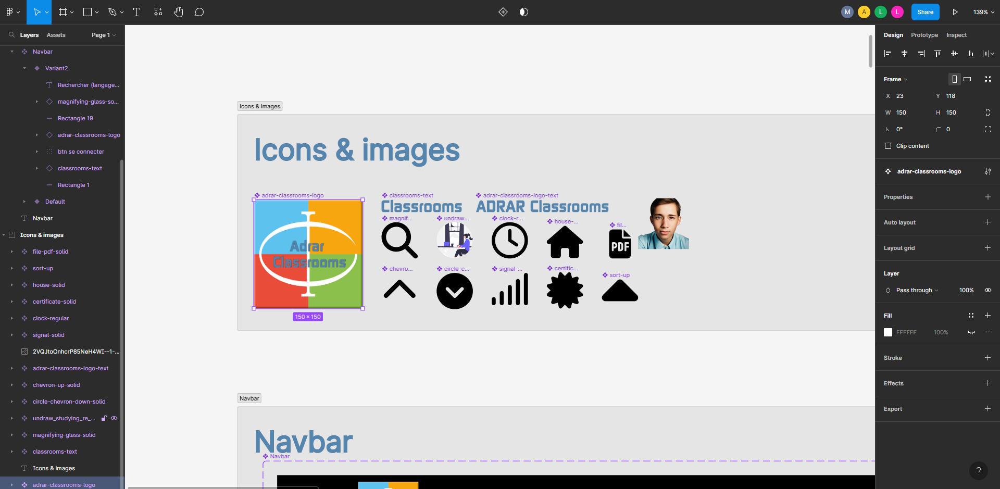 M
A
L
L
Share
139%
Layers
Assets
Page 1
Design
Prototype
Inspect
Navbar
Variant2
Rechercher (langage...
magnifying-glass-so...
Rectangle 19
adrar-classrooms-logo
btn se connecter
classrooms-text
Rectangle 1
Default
Navbar
Icons & images
file-pdf-solid
sort-up
house-solid
certificate-solid
clock-regular
signal-solid
2VQJtoOnhcrP85NeH4WI--1-...
adrar-classrooms-logo-text
chevron-up-solid
circle-chevron-down-solid
undraw_studying_re_...
magnifying-glass-solid
classrooms-text
Icons & images
adrar-classrooms-logo
Icons & images
Icons & images
adrar-classrooms-logo
Adrar
Classrooms
150 × 150
classrooms-text
Classrooms
adrar-classrooms-logo-text
ADRAR Classrooms
magnif...
undraw...
clock-r...
house-...
fil...
PDF
chevro...
circle-c...
signal-...
certific...
sort-up
Navbar
Navbar
Navbar
Frame
X 23
Y 118
W 150
H 150
0°
0
Clip content
adrar-classrooms-logo
Properties
Auto layout
Layout grid
Layer
Pass through
100%
Fill
FFFFFF
100%
Stroke
Effects
Export
?